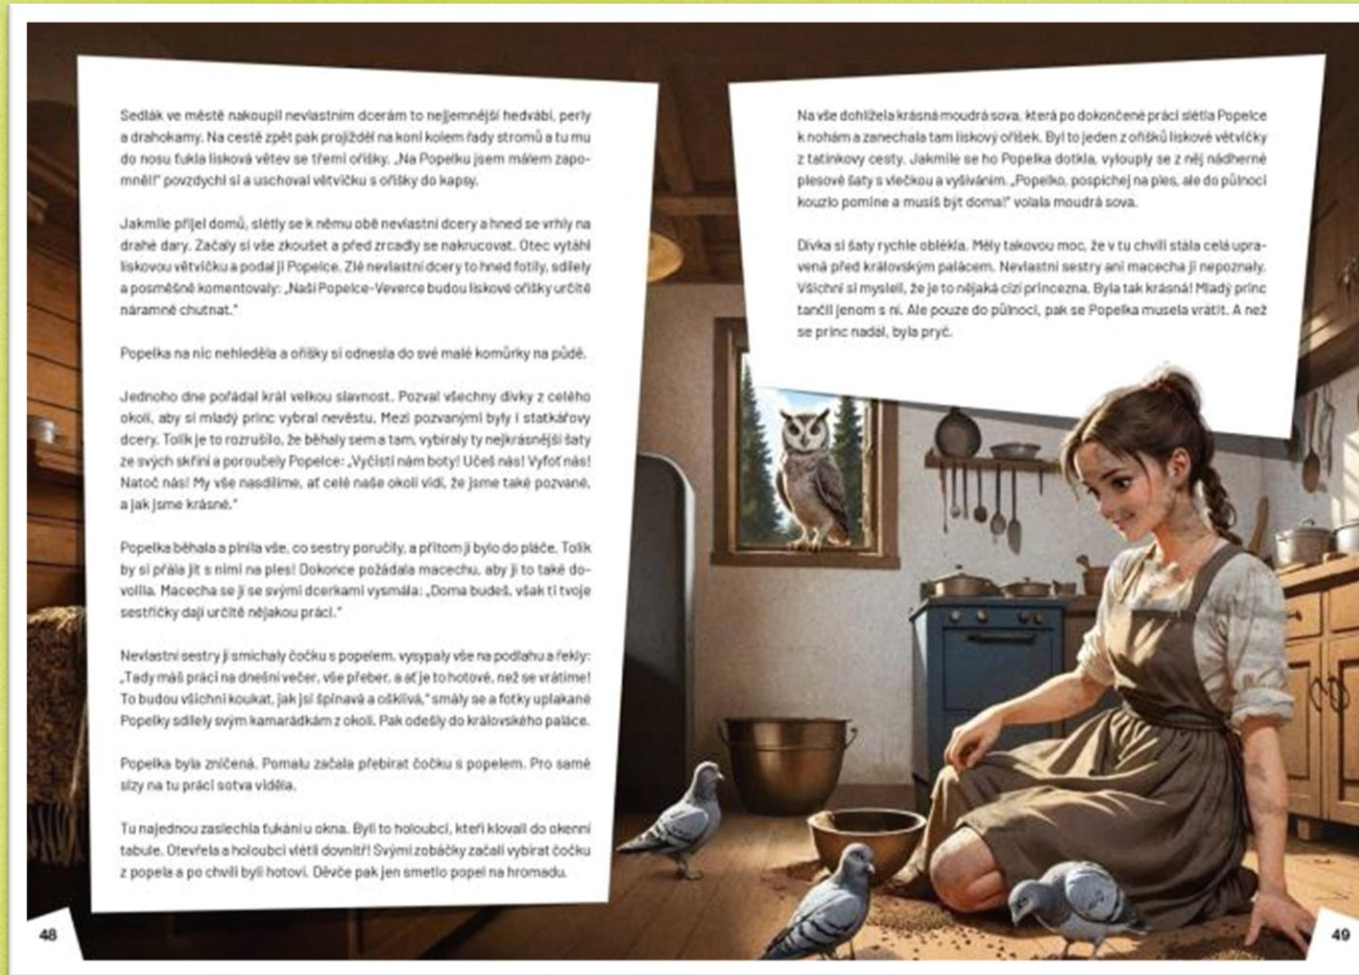 Sedlák ve městě nakoupil nevlastním dcerám to nejjemnější hedvábí, perly
a drahokamy. Na cestě zpět pak projížděl na koni kolem řady stromů a tu mu
do nosu ťukla lísková větev se třemi oříšky. „Na Popelku jsem málem zapo-
mněl!“ povzdychl si a uschoval větvičku s oříšky do kapsy.
Jakmile přijel domů, slétly se k němu obě nevlastní dcery a hned se vrhly na
drahé dary. Začaly si vše zkoušet a před zrcadly se nakrucovat. Otec vytáhl
lískovou větvičku a podal ji Popelce. Zlé nevlastní dcery to hned fotily, sdílely
a posměšně komentovaly: „Naší Popelce-Veverce budou lískové oříšky určitě
náramně chutnat.“
Popelka na nic nehleděla a oříšky si odnesla do své malé komůrky na půdě.
Jednoho dne pořádal král velkou slavnost. Pozval všechny dívky z celého
okolí, aby si mladý princ vybral nevěstu. Mezi pozvanými byly i statkářovy
dcery. Tolik je to rozrušilo, že běhaly sem a tam, vybíraly ty nejkrásnější šaty
ze svých skříní a poroučely Popelce: „Vyčisti nám boty! Učeš nás! Vyfoť nás!
Natoč nás! My vše nasdílíme, ať celé naše okolí vidí, že jsme také pozvané,
a jak jsme krásné.“
Popelka běhala a plnila vše, co sestry poručily, a přitom jí bylo do pláče. Tolik
by si přála jít s nimi na ples! Dokonce požádala macechu, aby jí to také do-
volila. Macecha se jí se svými dcerkami vysmála: „Doma budeš, však ti tvoje
sestřičky dají určitě nějakou práci.“
Nevlastní sestry jí smíchaly čočku s popelem, vysypaly vše na podlahu a řekly:
„Tady máš práci na dnešní večer, vše přeber, a ať je to hotové, než se vrátíme!
To budou všichni koukat, jak jsi špinavá a ošklivá,“ smály se a fotky uplakané
Popelky sdílely svým kamarádkám z okolí. Pak odešly do královského paláce.
Popelka byla zničená. Pomalu začala přebírat čočku s popelem. Pro samé
slzy na tu práci sotva viděla.
Tu najednou zaslechla ťukání u okna. Byli to holoubci, kteří klovali do okenní
tabule. Otevřela a holoubci vlétli dovnitř! Svými zobáčky začali vybírat čočku
z popela a po chvíli byli hotovi. Děvče pak jen smetlo popel na hromadu.
48
Na vše dohlížela krásná moudrá sova, která po dokončené práci slétla Popelce
k nohám a zanechala tam lískový oříšek. Byl to jeden z oříšků lískové větvičky
z tatínkovy cesty. Jakmile se ho Popelka dotkla, vylouply se z něj nádherné
plesové šaty s vlečkou a vyšíváním. „Popelko, pospíchej na ples, ale do půlnoci
kouzlo pomine a musíš být doma!“ volala moudrá sova.
Dívka si šaty rychle oblékla. Měly takovou moc, že v tu chvíli stála celá upra-
vená před královským palácem. Nevlastní sestry ani macecha ji nepoznaly.
Všichni si mysleli, že je to nějaká cizí princezna. Byla tak krásná! Mladý princ
tančil jenom s ní. Ale pouze do půlnoci, pak se Popelka musela vrátit. A než
se princ nadál, byla pryč.
49